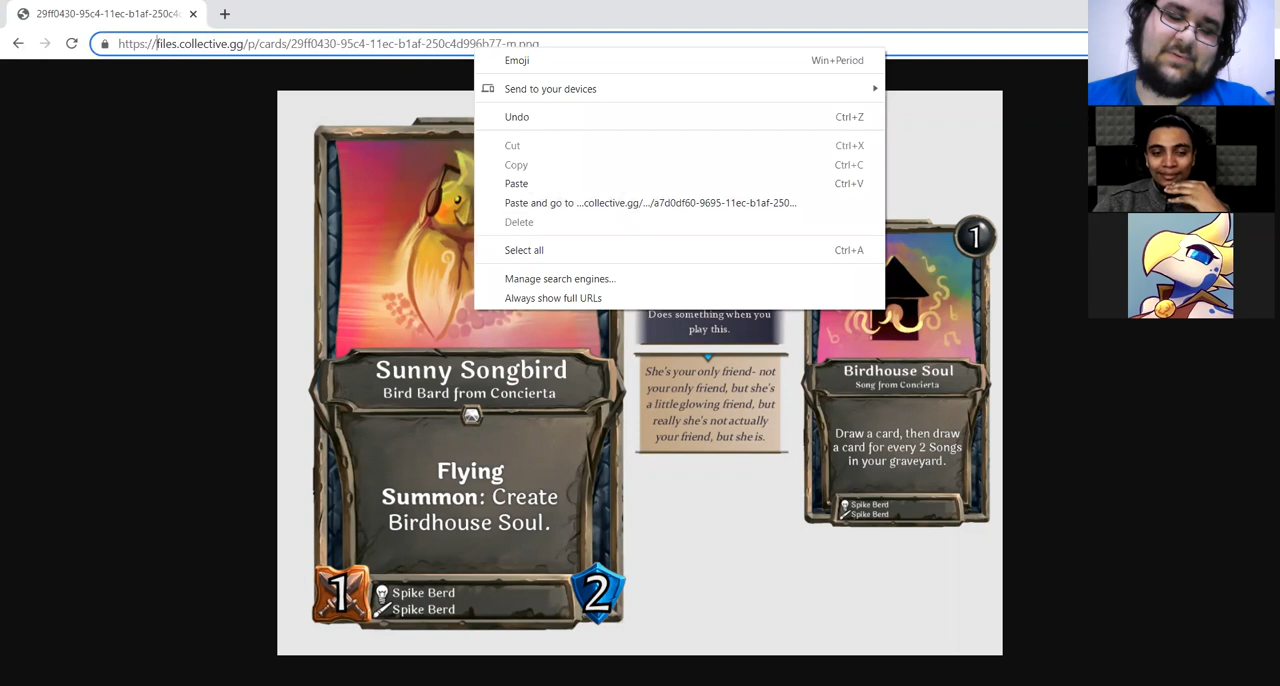 29ff0430-95c4-11ec-b1af-250c4d
https://files.collective.gg/p/cards/29ff0430-95c4-11ec-b1af-250c4d996b77-m.png
Emoji Win+Period
Send to your devices
Undo Ctrl+Z
Cut Ctrl+X
Copy Ctrl+C
Paste Ctrl+V
Paste and go to ...collective.gg/.../a7d0df60-9695-11ec-b1af-250...
Delete
Select all Ctrl+A
Manage search engines...
Always show full URLs
Sunny Songbird
Bird Bard from Concierta
Flying
Summon: Create
Birdhouse Soul.
1
2
Spike Berd
Spike Berd
Does something when you
play this.
She's your only friend- not
your only friend, but she's
a little glowing friend, but
really she's not actually
your friend, but she is.
1
Birdhouse Soul
Song from Concierta
Draw a card, then draw
a card for every 2 Songs
in your graveyard.
Spike Berd
Spike Berd